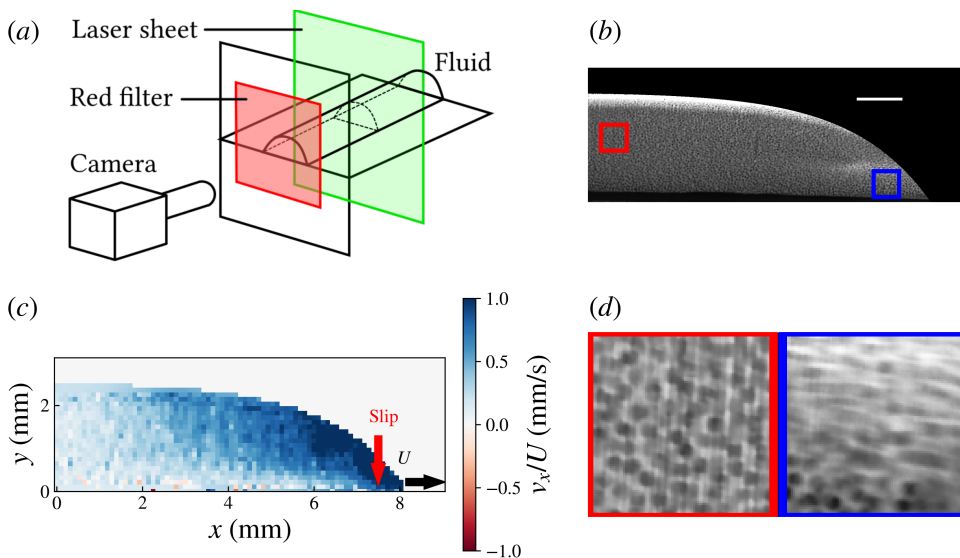 (a)
Laser sheet
Fluid
Red filter
Camera
(b)
(c)
1.0
0.5
0.0
−0.5
−1.0
v_x/U (mm/s)
2
0
y (mm)
Slip
U
0 2 4 6 8
x (mm)
(d)